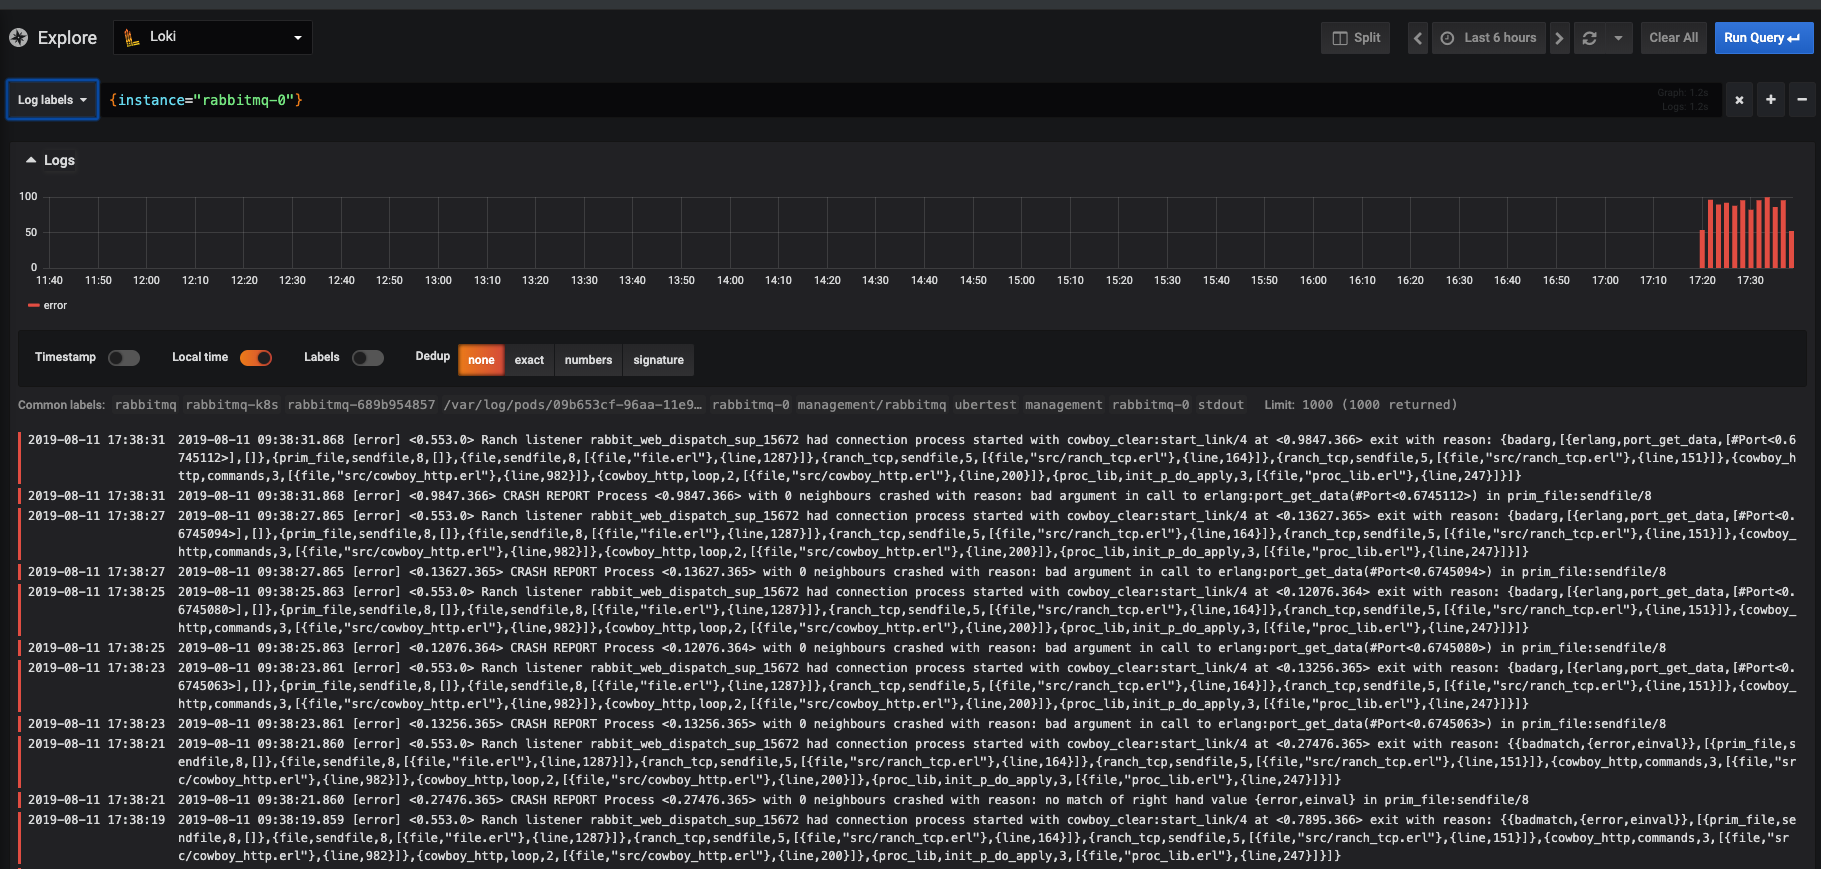 Explore
Loki
Split
Last 6 hours
Clear All
Run Query
Log labels
{instance="rabbitmq-0"}
Graph: 1.2s
Logs: 1.2s
Logs
100
50
0
11:40 11:50 12:00 12:10 12:20 12:30 12:40 12:50 13:00 13:10 13:20 13:30 13:40 13:50 14:00 14:10 14:20 14:30 14:40 14:50 15:00 15:10 15:20 15:30 15:40 15:50 16:00 16:10 16:20 16:30 16:40 16:50 17:00 17:10 17:20 17:30
error
Timestamp Local time Labels Dedup none exact numbers signature
Common labels: rabbitmq rabbitmq-k8s rabbitmq-689b954857 /var/log/pods/09b653cf-96aa-11e9… rabbitmq-0 management/rabbitmq ubertest management rabbitmq-0 stdout Limit: 1000 (1000 returned)
2019-08-11 17:38:31 2019-08-11 09:38:31.868 [error] <0.553.0> Ranch listener rabbit_web_dispatch_sup_15672 had connection process started with cowboy_clear:start_link/4 at <0.9847.366> exit with reason: {badarg,[{erlang,port_get_data,[#Port<0.6
745112>],[]},{prim_file,sendfile,8,[]},{file,sendfile,8,[{file,"file.erl"},{line,1287}]},{ranch_tcp,sendfile,5,[{file,"src/ranch_tcp.erl"},{line,164}]},{ranch_tcp,sendfile,5,[{file,"src/ranch_tcp.erl"},{line,151}]},{cowboy_h
ttp,commands,3,[{file,"src/cowboy_http.erl"},{line,982}]},{cowboy_http,loop,2,[{file,"src/cowboy_http.erl"},{line,200}]},{proc_lib,init_p_do_apply,3,[{file,"proc_lib.erl"},{line,247}]}]}
2019-08-11 17:38:31 2019-08-11 09:38:31.868 [error] <0.9847.366> CRASH REPORT Process <0.9847.366> with 0 neighbours crashed with reason: bad argument in call to erlang:port_get_data(#Port<0.6745112>) in prim_file:sendfile/8
2019-08-11 17:38:27 2019-08-11 09:38:27.865 [error] <0.553.0> Ranch listener rabbit_web_dispatch_sup_15672 had connection process started with cowboy_clear:start_link/4 at <0.13627.365> exit with reason: {badarg,[{erlang,port_get_data,[#Port<0.
6745094>],[]},{prim_file,sendfile,8,[]},{file,sendfile,8,[{file,"file.erl"},{line,1287}]},{ranch_tcp,sendfile,5,[{file,"src/ranch_tcp.erl"},{line,164}]},{ranch_tcp,sendfile,5,[{file,"src/ranch_tcp.erl"},{line,151}]},{cowboy_
http,commands,3,[{file,"src/cowboy_http.erl"},{line,982}]},{cowboy_http,loop,2,[{file,"src/cowboy_http.erl"},{line,200}]},{proc_lib,init_p_do_apply,3,[{file,"proc_lib.erl"},{line,247}]}]}
2019-08-11 17:38:27 2019-08-11 09:38:27.865 [error] <0.13627.365> CRASH REPORT Process <0.13627.365> with 0 neighbours crashed with reason: bad argument in call to erlang:port_get_data(#Port<0.6745094>) in prim_file:sendfile/8
2019-08-11 17:38:25 2019-08-11 09:38:25.863 [error] <0.553.0> Ranch listener rabbit_web_dispatch_sup_15672 had connection process started with cowboy_clear:start_link/4 at <0.12076.364> exit with reason: {badarg,[{erlang,port_get_data,[#Port<0.
6745080>],[]},{prim_file,sendfile,8,[]},{file,sendfile,8,[{file,"file.erl"},{line,1287}]},{ranch_tcp,sendfile,5,[{file,"src/ranch_tcp.erl"},{line,164}]},{ranch_tcp,sendfile,5,[{file,"src/ranch_tcp.erl"},{line,151}]},{cowboy_
http,commands,3,[{file,"src/cowboy_http.erl"},{line,982}]},{cowboy_http,loop,2,[{file,"src/cowboy_http.erl"},{line,200}]},{proc_lib,init_p_do_apply,3,[{file,"proc_lib.erl"},{line,247}]}]}
2019-08-11 17:38:25 2019-08-11 09:38:25.863 [error] <0.12076.364> CRASH REPORT Process <0.12076.364> with 0 neighbours crashed with reason: bad argument in call to erlang:port_get_data(#Port<0.6745080>) in prim_file:sendfile/8
2019-08-11 17:38:23 2019-08-11 09:38:23.861 [error] <0.553.0> Ranch listener rabbit_web_dispatch_sup_15672 had connection process started with cowboy_clear:start_link/4 at <0.13256.365> exit with reason: {badarg,[{erlang,port_get_data,[#Port<0.
6745063>],[]},{prim_file,sendfile,8,[]},{file,sendfile,8,[{file,"file.erl"},{line,1287}]},{ranch_tcp,sendfile,5,[{file,"src/ranch_tcp.erl"},{line,164}]},{ranch_tcp,sendfile,5,[{file,"src/ranch_tcp.erl"},{line,151}]},{cowboy_
http,commands,3,[{file,"src/cowboy_http.erl"},{line,982}]},{cowboy_http,loop,2,[{file,"src/cowboy_http.erl"},{line,200}]},{proc_lib,init_p_do_apply,3,[{file,"proc_lib.erl"},{line,247}]}]}
2019-08-11 17:38:23 2019-08-11 09:38:23.861 [error] <0.13256.365> CRASH REPORT Process <0.13256.365> with 0 neighbours crashed with reason: bad argument in call to erlang:port_get_data(#Port<0.6745063>) in prim_file:sendfile/8
2019-08-11 17:38:21 2019-08-11 09:38:21.860 [error] <0.553.0> Ranch listener rabbit_web_dispatch_sup_15672 had connection process started with cowboy_clear:start_link/4 at <0.27476.365> exit with reason: {{badmatch,{error,einval}},[{prim_file,s
endfile,8,[]},{file,sendfile,8,[{file,"file.erl"},{line,1287}]},{ranch_tcp,sendfile,5,[{file,"src/ranch_tcp.erl"},{line,164}]},{ranch_tcp,sendfile,5,[{file,"src/ranch_tcp.erl"},{line,151}]},{cowboy_http,commands,3,[{file,"sr
c/cowboy_http.erl"},{line,982}]},{cowboy_http,loop,2,[{file,"src/cowboy_http.erl"},{line,200}]},{proc_lib,init_p_do_apply,3,[{file,"proc_lib.erl"},{line,247}]}]}
2019-08-11 17:38:21 2019-08-11 09:38:21.860 [error] <0.27476.365> CRASH REPORT Process <0.27476.365> with 0 neighbours crashed with reason: no match of right hand value {error,einval} in prim_file:sendfile/8
2019-08-11 17:38:19 2019-08-11 09:38:19.859 [error] <0.553.0> Ranch listener rabbit_web_dispatch_sup_15672 had connection process started with cowboy_clear:start_link/4 at <0.7895.366> exit with reason: {{badmatch,{error,einval}},[{prim_file,se
ndfile,8,[]},{file,sendfile,8,[{file,"file.erl"},{line,1287}]},{ranch_tcp,sendfile,5,[{file,"src/ranch_tcp.erl"},{line,164}]},{ranch_tcp,sendfile,5,[{file,"src/ranch_tcp.erl"},{line,151}]},{cowboy_http,commands,3,[{file,"src
c/cowboy_http.erl"},{line,982}]},{cowboy_http,loop,2,[{file,"src/cowboy_http.erl"},{line,200}]},{proc_lib,init_p_do_apply,3,[{file,"proc_lib.erl"},{line,247}]}]}